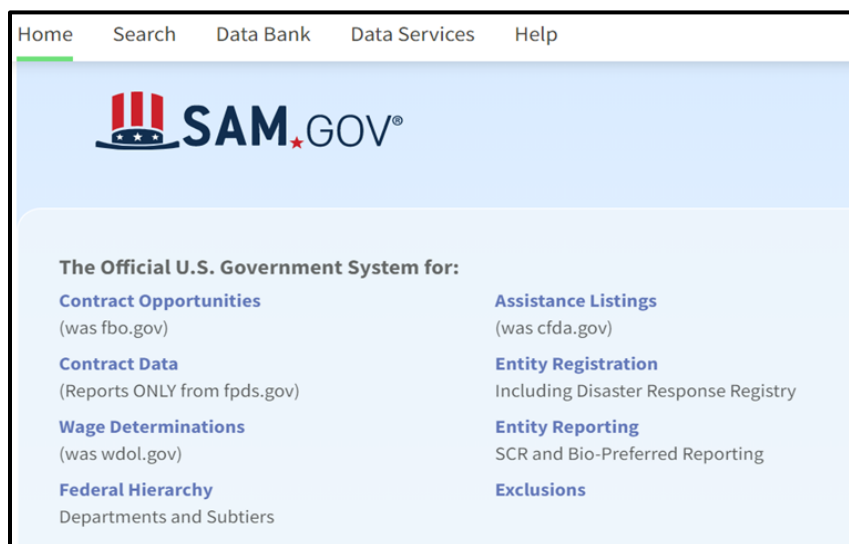 Home Search Data Bank Data Services Help
SAM.GOV®
The Official U.S. Government System for:
Contract Opportunities
(was fbo.gov)
Contract Data
(Reports ONLY from fpds.gov)
Wage Determinations
(was wdol.gov)
Federal Hierarchy
Departments and Subtiers
Assistance Listings
(was cfda.gov)
Entity Registration
Including Disaster Response Registry
Entity Reporting
SCR and Bio-Preferred Reporting
Exclusions